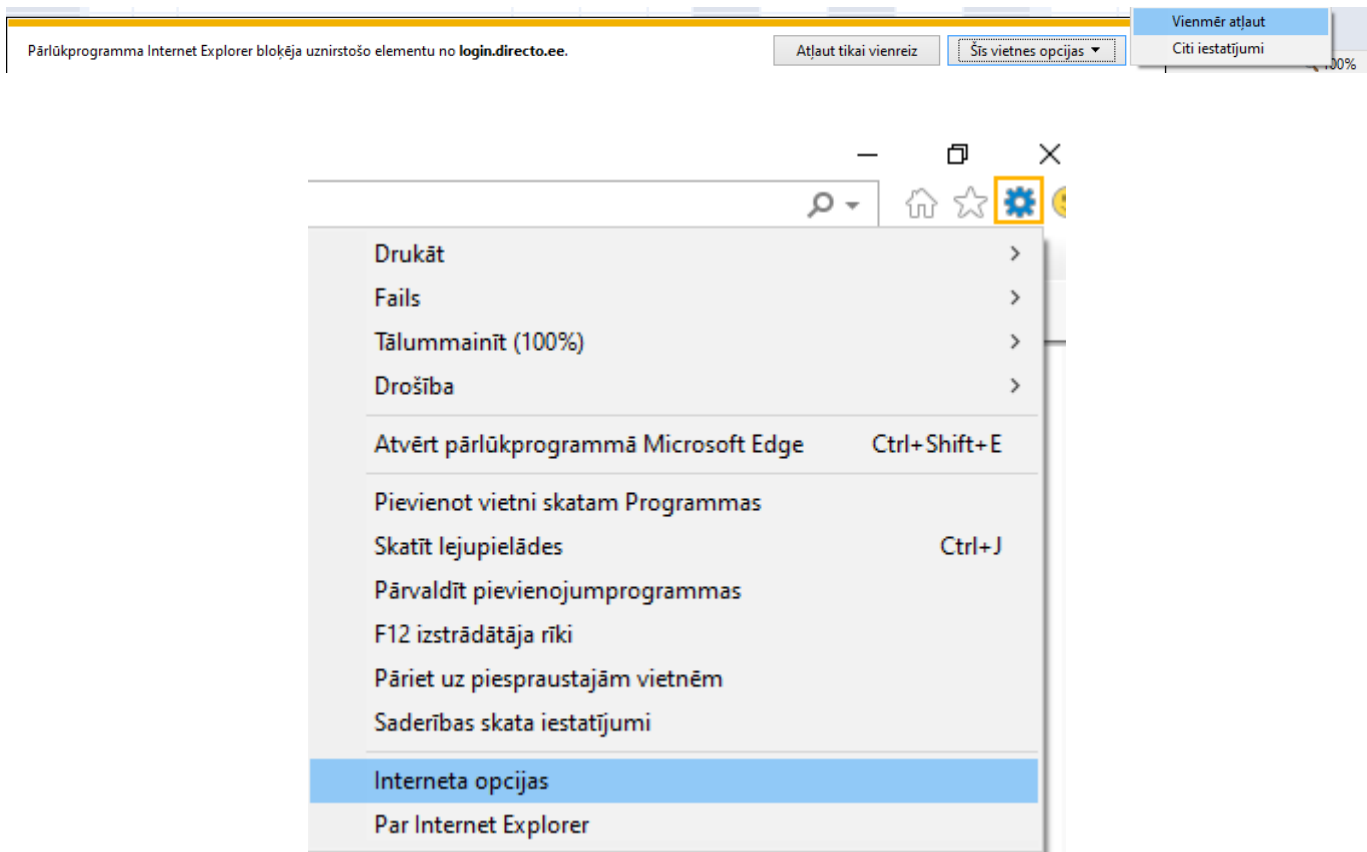 Vienmēr atļaut
Pārlūkprogramma Internet Explorer bloķēja uznirstošo elementu no login.directo.ee. Atļaut tikai vienreiz Šīs vietnes opcijas Citi iestatījumi
100%
Drukāt
Fails
Tālummainīt (100%)
Drošība
Atvērt pārlūkprogrammā Microsoft Edge Ctrl+Shift+E
Pievienot vietni skatam Programmas
Skatīt lejupielādes Ctrl+J
Pārvaldīt pievienojumprogrammas
F12 izstrādātāja rīki
Pāriet uz piespraustajām vietnēm
Saderības skata iestatījumi
Interneta opcijas
Par Internet Explorer